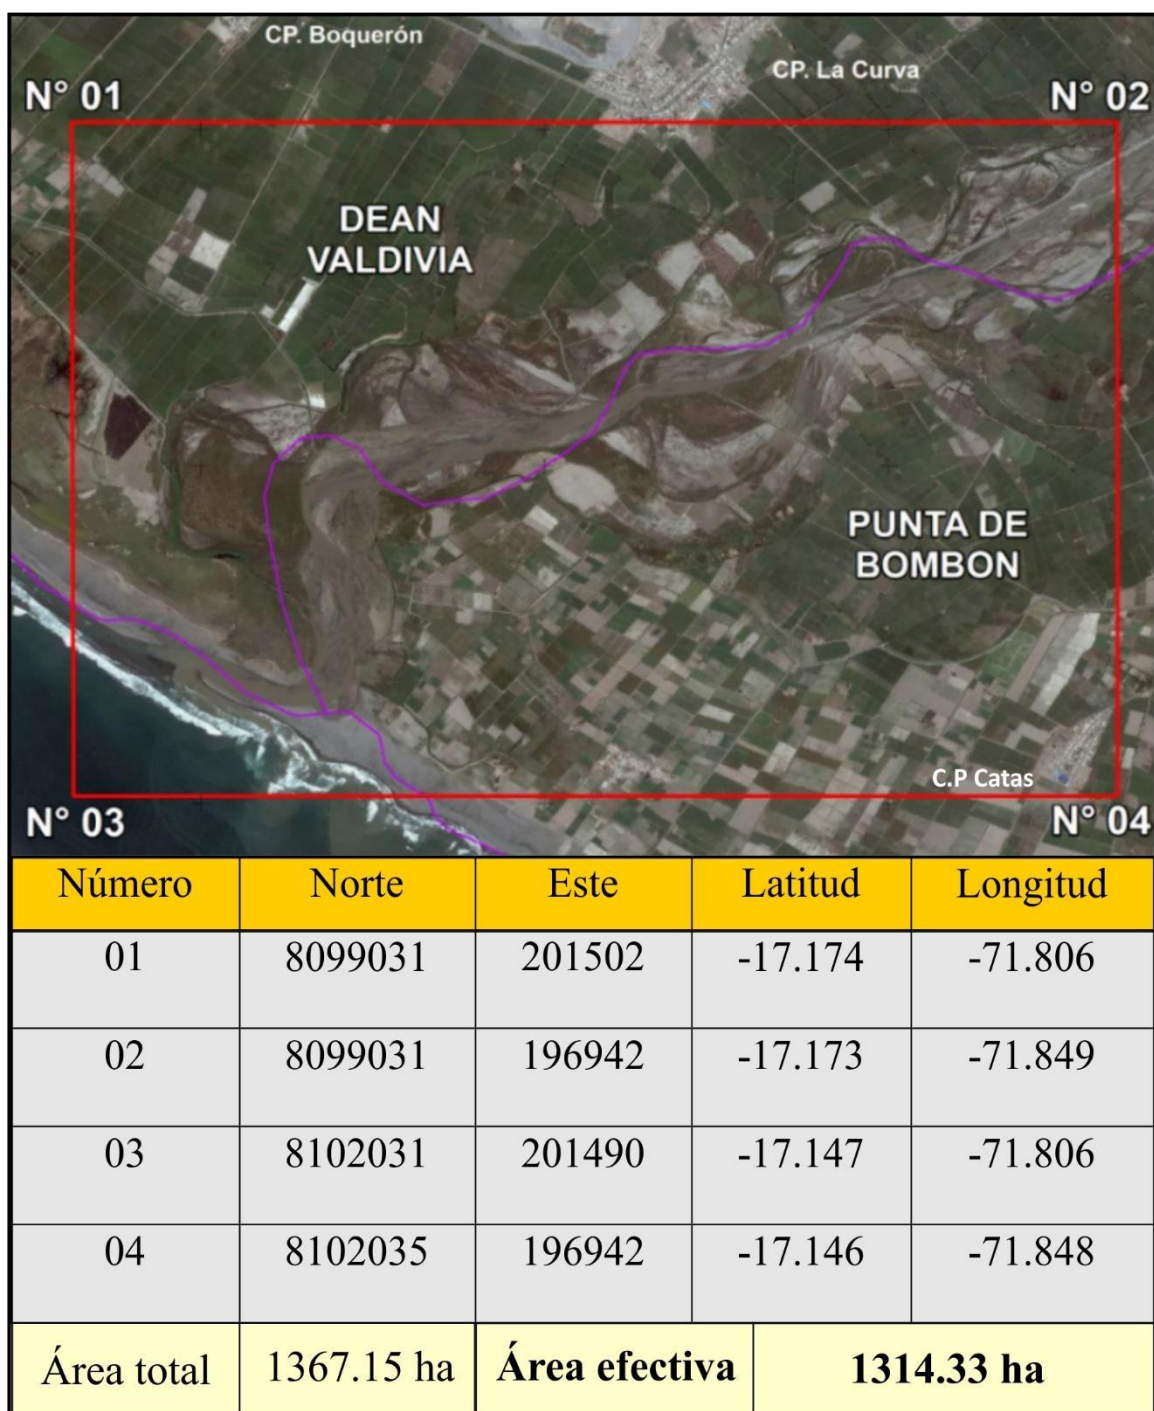 CP. Boquerón
CP. La Curva
N° 01
N° 02
DEAN
VALDIVIA
PUNTA DE
BOMBON
C.P Catas
N° 03
N° 04
Número Norte Este Latitud Longitud
01 8099031 201502 -17.174 -71.806
02 8099031 196942 -17.173 -71.849
03 8102031 201490 -17.147 -71.806
04 8102035 196942 -17.146 -71.848
Área total 1367.15 ha Área efectiva 1314.33 ha